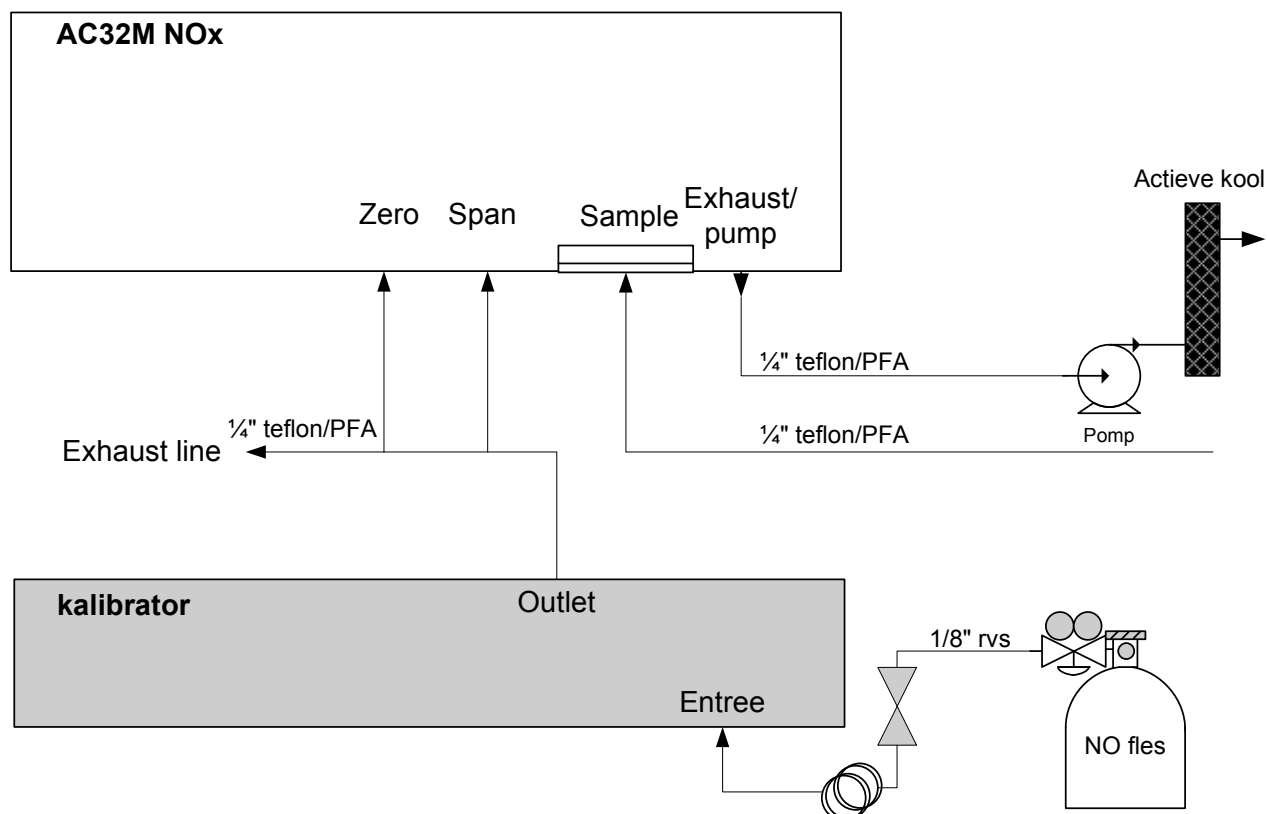 AC32M NOx
Actieve kool
Zero
Span
Sample
Exhaust/
pump
¼" teflon/PFA
Pomp
¼" teflon/PFA
¼" teflon/PFA
Exhaust line
kalibrator
Outlet
Entree
1/8" rvs
NO fles